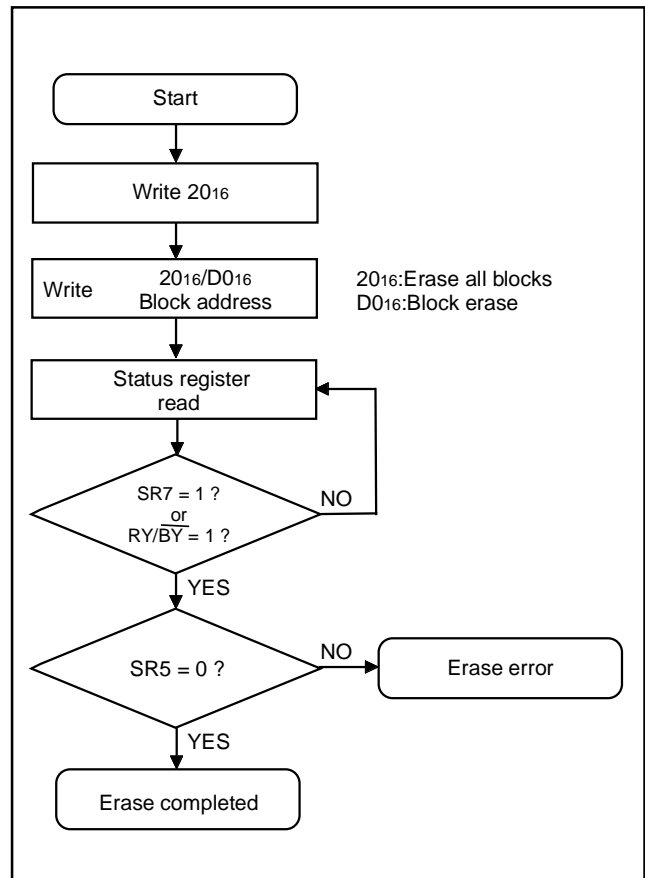 Start
Write 20₁₆
Write 20₁₆/D0₁₆
Block address
20₁₆:Erase all blocks
D0₁₆:Block erase
Status register
read
SR7 = 1 ?
or
RY/B̅Y̅ = 1 ?
NO
YES
SR5 = 0 ?
NO
Erase error
YES
Erase completed